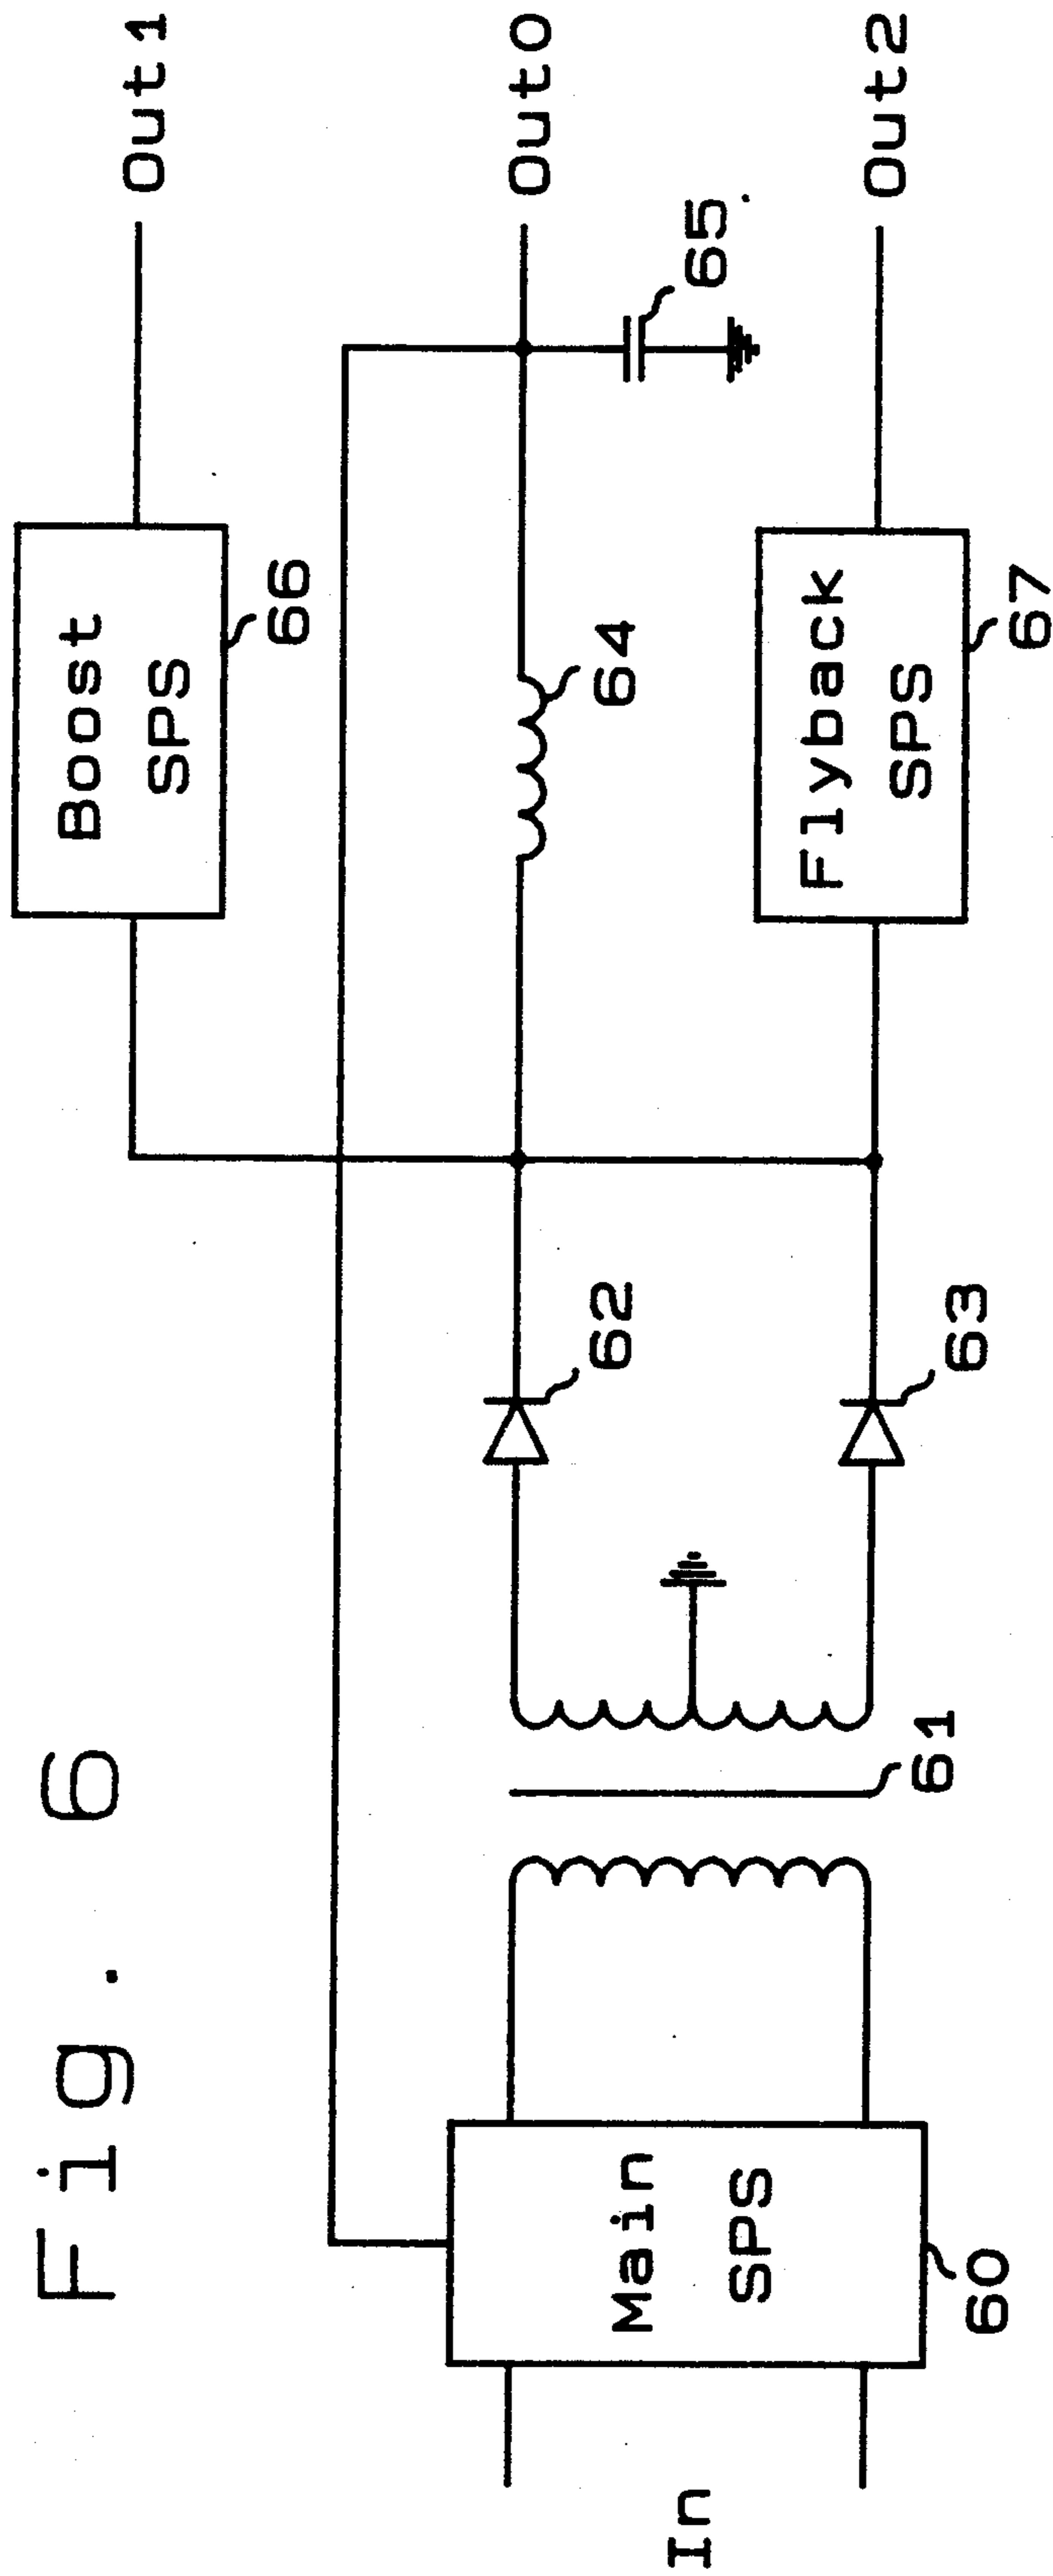 Fig. 6
Boost
SPS
66
Out1
64
65
Out0
Main
SPS
60
In
61
62
63
Flyback
SPS
67
Out2